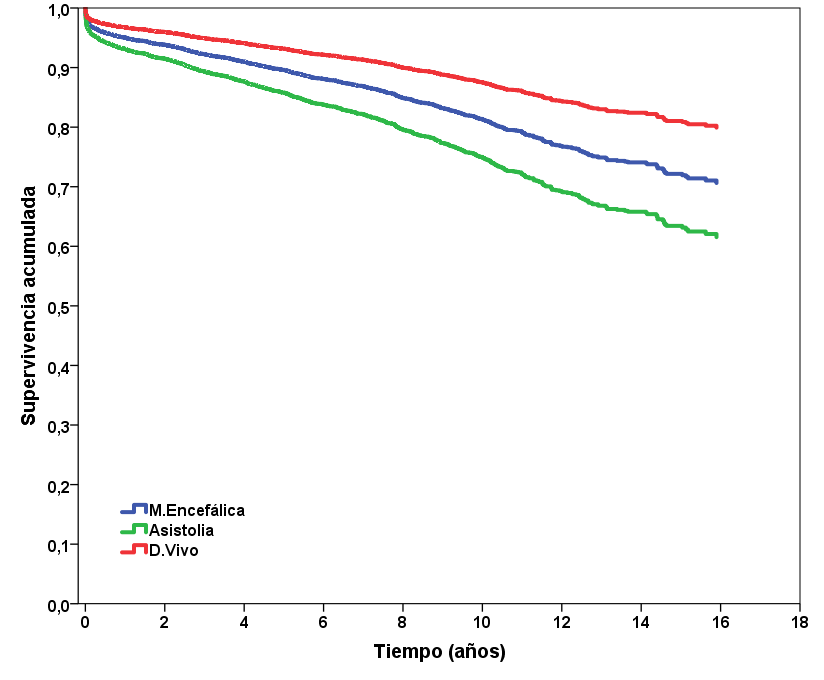 1,0
0,9
0,8
0,7
0,6
0,5
0,4
0,3
0,2
0,1
0,0
Supervivencia acumulada
M.Encefálica
Asistolia
D.Vivo
0 2 4 6 8 10 12 14 16 18
Tiempo (años)